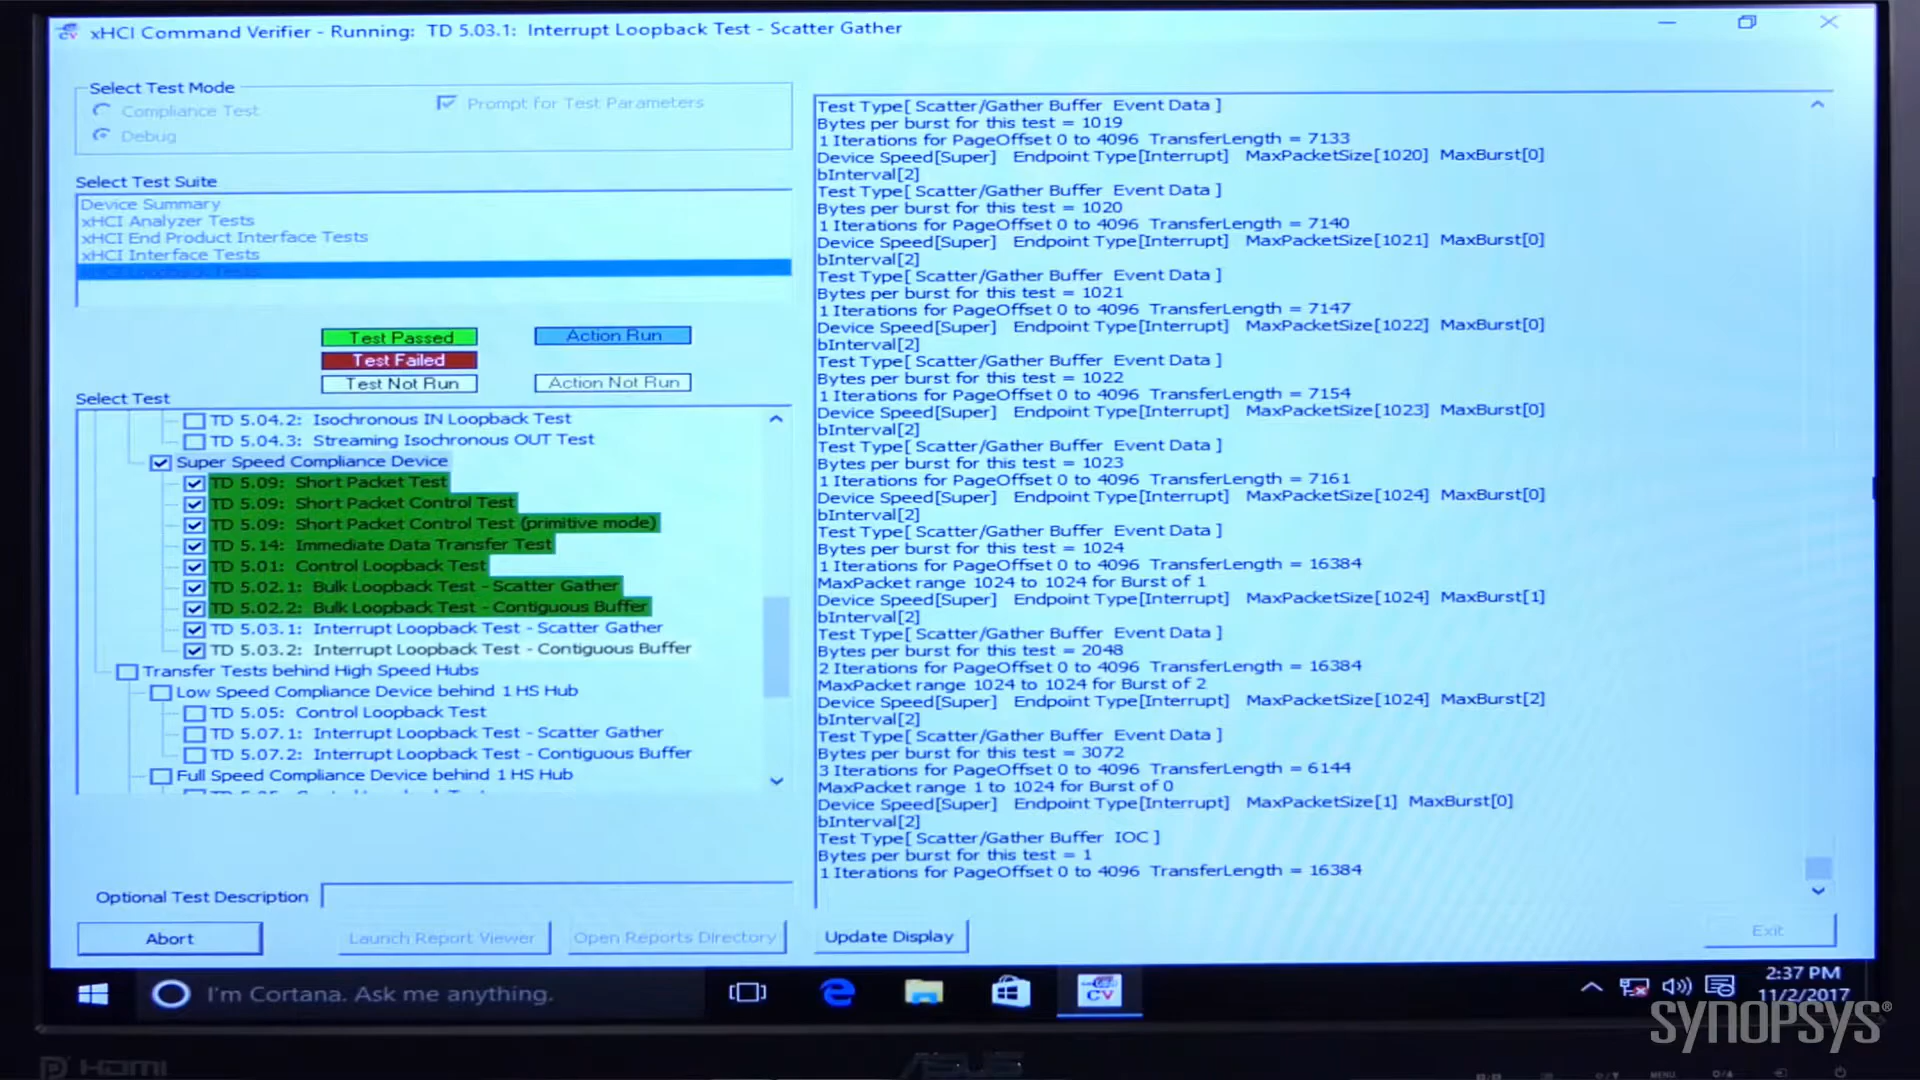 xHCI Command Verifier - Running: TD 5.03.1: Interrupt Loopback Test - Scatter Gather
Select Test Mode
Compliance Test
Prompt for Test Parameters
Debug
Select Test Suite
Device Summary
xHCI Analyzer Tests
xHCI End Product Interface Tests
xHCI Interface Tests
xHCI Loopback Tests
Test Passed
Action Run
Test Failed
Test Not Run
Action Not Run
Select Test
TD 5.04.2: Isochronous IN Loopback Test
TD 5.04.3: Streaming Isochronous OUT Test
Super Speed Compliance Device
TD 5.09: Short Packet Test
TD 5.09: Short Packet Control Test
TD 5.09: Short Packet Control Test (primitive mode)
TD 5.14: Immediate Data Transfer Test
TD 5.01: Control Loopback Test
TD 5.02.1: Bulk Loopback Test - Scatter Gather
TD 5.02.2: Bulk Loopback Test - Contiguous Buffer
TD 5.03.1: Interrupt Loopback Test - Scatter Gather
TD 5.03.2: Interrupt Loopback Test - Contiguous Buffer
Transfer Tests behind High Speed Hubs
Low Speed Compliance Device behind 1 HS Hub
TD 5.05: Control Loopback Test
TD 5.07.1: Interrupt Loopback Test - Scatter Gather
TD 5.07.2: Interrupt Loopback Test - Contiguous Buffer
Full Speed Compliance Device behind 1 HS Hub
Optional Test Description
Abort
Launch Report Viewer
Open Reports Directory
Test Type[ Scatter/Gather Buffer Event Data ]
Bytes per burst for this test = 1019
1 Iterations for PageOffset 0 to 4096 TransferLength = 7133
Device Speed[Super] Endpoint Type[Interrupt] MaxPacketSize[1020] MaxBurst[0]
bInterval[2]
Test Type[ Scatter/Gather Buffer Event Data ]
Bytes per burst for this test = 1020
1 Iterations for PageOffset 0 to 4096 TransferLength = 7140
Device Speed[Super] Endpoint Type[Interrupt] MaxPacketSize[1021] MaxBurst[0]
bInterval[2]
Test Type[ Scatter/Gather Buffer Event Data ]
Bytes per burst for this test = 1021
1 Iterations for PageOffset 0 to 4096 TransferLength = 7147
Device Speed[Super] Endpoint Type[Interrupt] MaxPacketSize[1022] MaxBurst[0]
bInterval[2]
Test Type[ Scatter/Gather Buffer Event Data ]
Bytes per burst for this test = 1022
1 Iterations for PageOffset 0 to 4096 TransferLength = 7154
Device Speed[Super] Endpoint Type[Interrupt] MaxPacketSize[1023] MaxBurst[0]
bInterval[2]
Test Type[ Scatter/Gather Buffer Event Data ]
Bytes per burst for this test = 1023
1 Iterations for PageOffset 0 to 4096 TransferLength = 7161
Device Speed[Super] Endpoint Type[Interrupt] MaxPacketSize[1024] MaxBurst[0]
bInterval[2]
Test Type[ Scatter/Gather Buffer Event Data ]
Bytes per burst for this test = 1024
1 Iterations for PageOffset 0 to 4096 TransferLength = 16384
MaxPacket range 1024 to 1024 for Burst of 1
Device Speed[Super] Endpoint Type[Interrupt] MaxPacketSize[1024] MaxBurst[1]
bInterval[2]
Test Type[ Scatter/Gather Buffer Event Data ]
Bytes per burst for this test = 2048
2 Iterations for PageOffset 0 to 4096 TransferLength = 16384
MaxPacket range 1024 to 1024 for Burst of 2
Device Speed[Super] Endpoint Type[Interrupt] MaxPacketSize[1024] MaxBurst[2]
bInterval[2]
Test Type[ Scatter/Gather Buffer Event Data ]
Bytes per burst for this test = 3072
3 Iterations for PageOffset 0 to 4096 TransferLength = 6144
MaxPacket range 1 to 1024 for Burst of 0
Device Speed[Super] Endpoint Type[Interrupt] MaxPacketSize[1] MaxBurst[0]
bInterval[2]
Test Type[ Scatter/Gather Buffer IOC ]
Bytes per burst for this test = 1
1 Iterations for PageOffset 0 to 4096 TransferLength = 16384
Update Display
Exit
I'm Cortana. Ask me anything.
CV
2:37 PM
11/2/2017
SYNOPSYS®
HDMI
ASUS
MENU